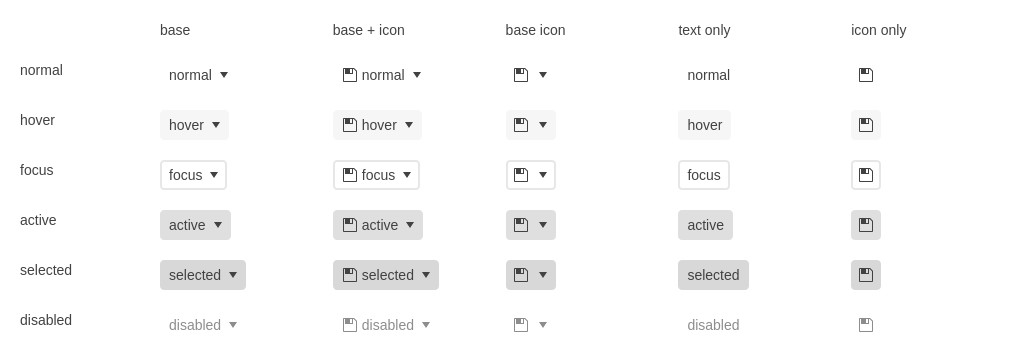 base base + icon base icon text only icon only
normal normal normal normal
hover hover hover hover
focus focus focus focus
active active active active
selected selected selected selected
disabled disabled disabled disabled